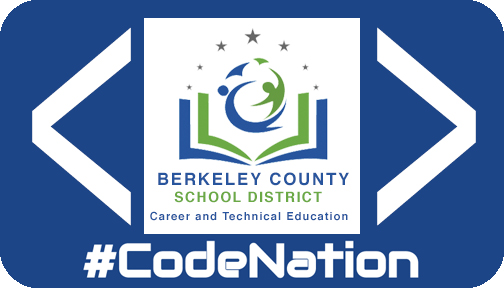 BERKELEY COUNTY
SCHOOL DISTRICT
Career and Technical Education
#CodeNation